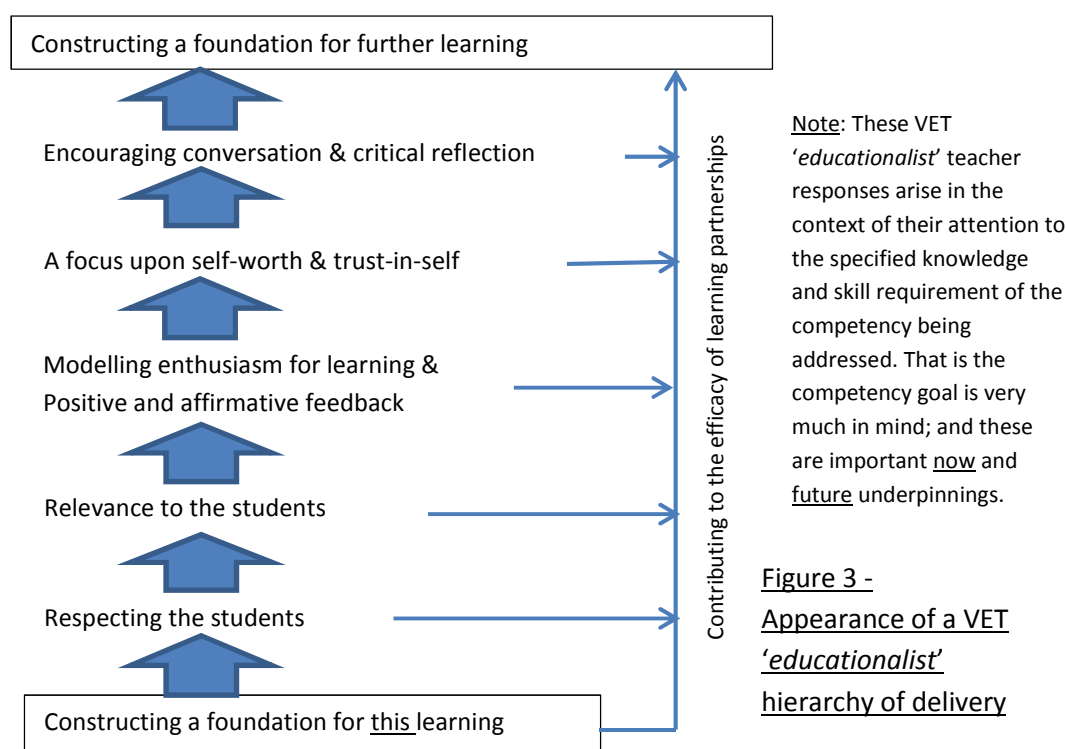 Constructing a foundation for further learning
Encouraging conversation & critical reflection
A focus upon self-worth & trust-in-self
Modelling enthusiasm for learning &
Positive and affirmative feedback
Relevance to the students
Respecting the students
Constructing a foundation for this learning
Contributing to the efficacy of learning partnerships
Note: These VET
‘educationalist’ teacher
responses arise in the
context of their attention to
the specified knowledge
and skill requirement of the
competency being
addressed. That is the
competency goal is very
much in mind; and these
are important now and
future underpinnings.
Figure 3 -
Appearance of a VET
‘educationalist’
hierarchy of delivery